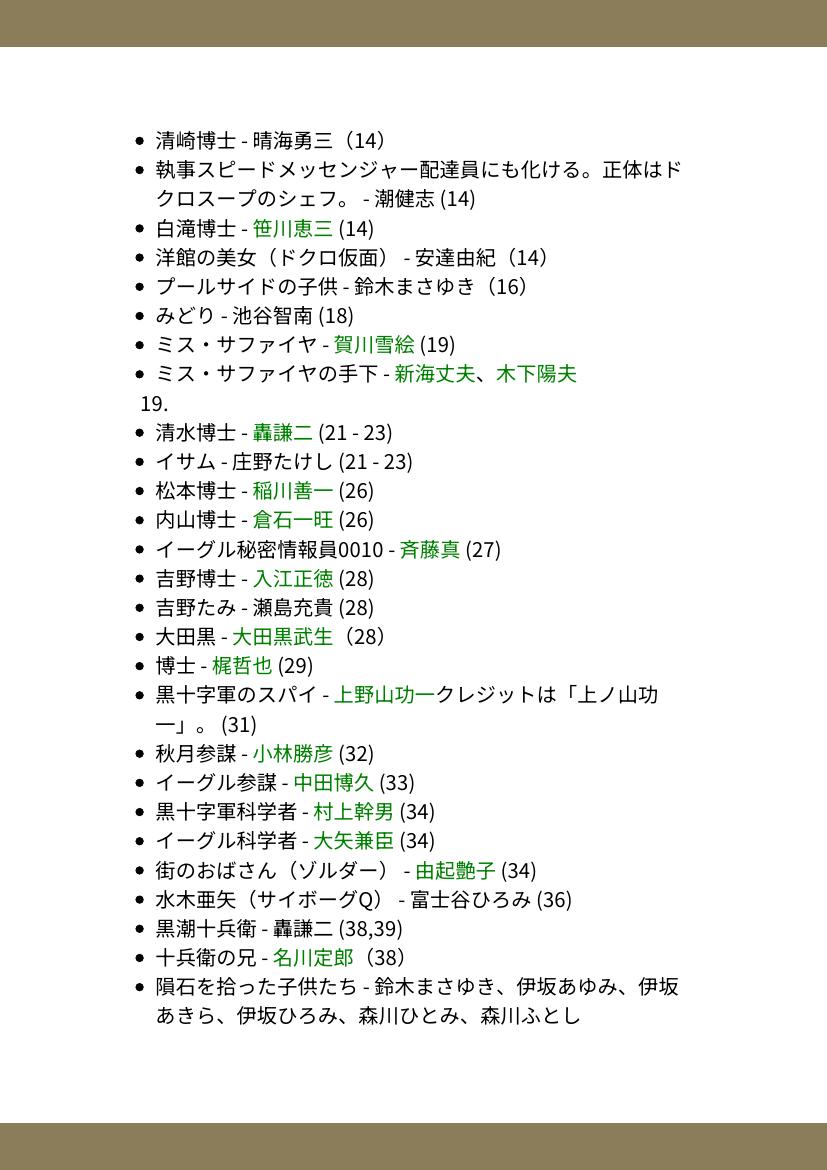 • 清崎博士 - 晴海勇三（14）
• 執事スピードメッセンジャー配達員にも化ける。正体はド
クロスープのシェフ。 - 潮健志 (14)
• 白滝博士 - 笹川恵三 (14)
• 洋館の美女（ドクロ仮面） - 安達由紀（14）
• プールサイドの子供 - 鈴木まさゆき（16）
• みどり - 池谷智南 (18)
• ミス・サファイヤ - 賀川雪絵 (19)
• ミス・サファイヤの手下 - 新海丈夫、木下陽夫
19.
• 清水博士 - 轟謙二 (21 - 23)
• イサム - 庄野たけし (21 - 23)
• 松本博士 - 稲川善一 (26)
• 内山博士 - 倉石一旺 (26)
• イーグル秘密情報員0010 - 斉藤真 (27)
• 吉野博士 - 入江正徳 (28)
• 吉野たみ - 瀬島充貴 (28)
• 大田黒 - 大田黒武生（28）
• 博士 - 梶哲也 (29)
• 黒十字軍のスパイ - 上野山功一クレジットは「上ノ山功
一」。 (31)
• 秋月参謀 - 小林勝彦 (32)
• イーグル参謀 - 中田博久 (33)
• 黒十字軍科学者 - 村上幹男 (34)
• イーグル科学者 - 大矢兼臣 (34)
• 街のおばさん（ゾルダー） - 由起艶子 (34)
• 水木亜矢（サイボーグQ） - 富士谷ひろみ (36)
• 黒潮十兵衛 - 轟謙二 (38,39)
• 十兵衛の兄 - 名川定郎（38）
• 隕石を拾った子供たち - 鈴木まさゆき、伊坂あゆみ、伊坂
あきら、伊坂ひろみ、森川ひとみ、森川ふとし